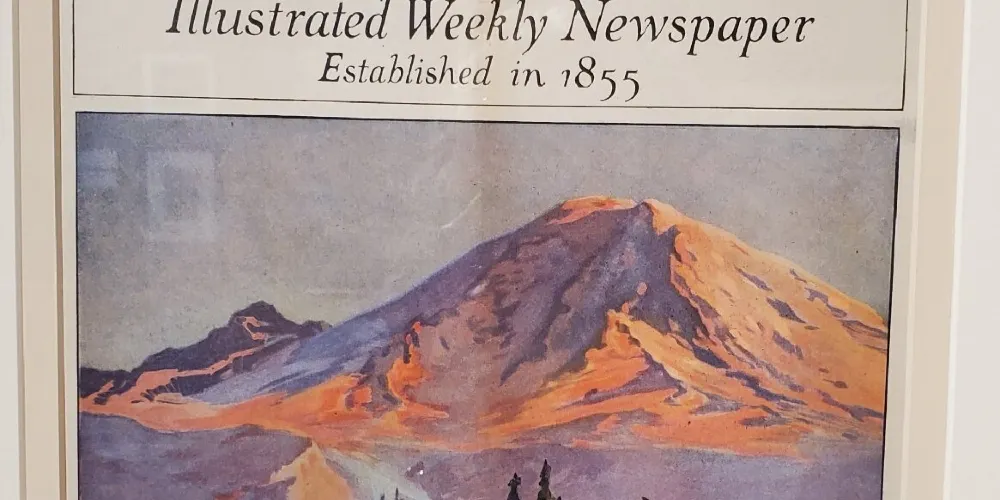 Illustrated Weekly Newspaper
Established in 1855